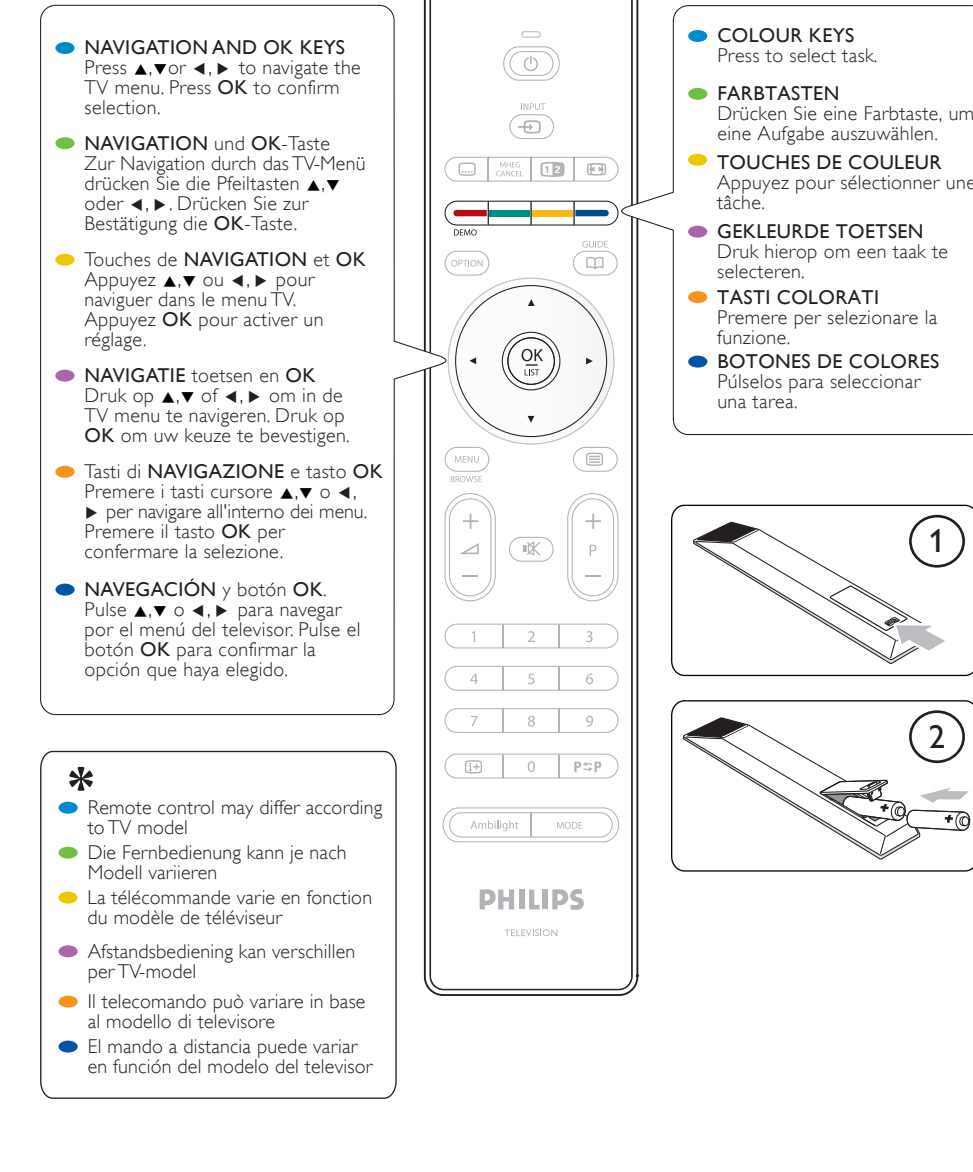 NAVIGATION AND OK KEYS
Press ▲,▼or ◄, ► to navigate the
TV menu. Press OK to confirm
selection.
NAVIGATION und OK-Taste
Zur Navigation durch das TV-Menü
drücken Sie die Pfeiltasten ▲,▼
oder ◄, ►. Drücken Sie zur
Bestätigung die OK-Taste.
Touches de NAVIGATION et OK
Appuyez ▲,▼ ou ◄, ► pour
naviguer dans le menu TV.
Appuyez OK pour activer un
réglage.
NAVIGATIE toetsen en OK
Druk op ▲,▼ of ◄, ► om in de
TV menu te navigeren. Druk op
OK om uw keuze te bevestigen.
Tasti di NAVIGAZIONE e tasto OK
Premere i tasti cursore ▲,▼ o ◄,
► per navigare all'interno dei menu.
Premere il tasto OK per
confermare la selezione.
NAVEGACIÓN y botón OK.
Pulse ▲,▼ o ◄, ► para navegar
por el menú del televisor. Pulse el
botón OK para confirmar la
opción que haya elegido.
*
Remote control may differ according
to TV model
Die Fernbedienung kann je nach
Modell variieren
La télécommande varie en fonction
du modèle de téléviseur
Afstandsbediening kan verschillen
per TV-model
Il telecomando può variare in base
al modello di televisore
El mando a distancia puede variar
en función del modelo del televisor
INPUT
MHEG
CANCEL
1 2
DEMO
GUIDE
OPTION
OK
LIST
MENU
BROWSE
+ +
P
− −
1 2 3
4 5 6
7 8 9
i+ 0 P P
Ambilight MODE
PHILIPS
TELEVISION
COLOUR KEYS
Press to select task.
FARBTASTEN
Drücken Sie eine Farbtaste, um
eine Aufgabe auszuwählen.
TOUCHES DE COULEUR
Appuyez pour sélectionner une
tâche.
GEKLEURDE TOETSEN
Druk hierop om een taak te
selecteren.
TASTI COLORATI
Premere per selezionare la
funzione.
BOTONES DE COLORES
Púlselos para seleccionar
una tarea.
1
2
+ +